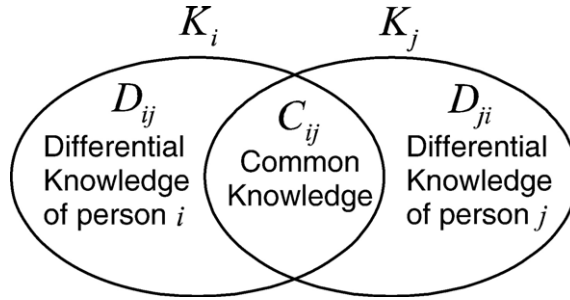 K_i K_j
D_ij
Differential
Knowledge
of person i
C_ij
Common
Knowledge
D_ji
Differential
Knowledge
of person j